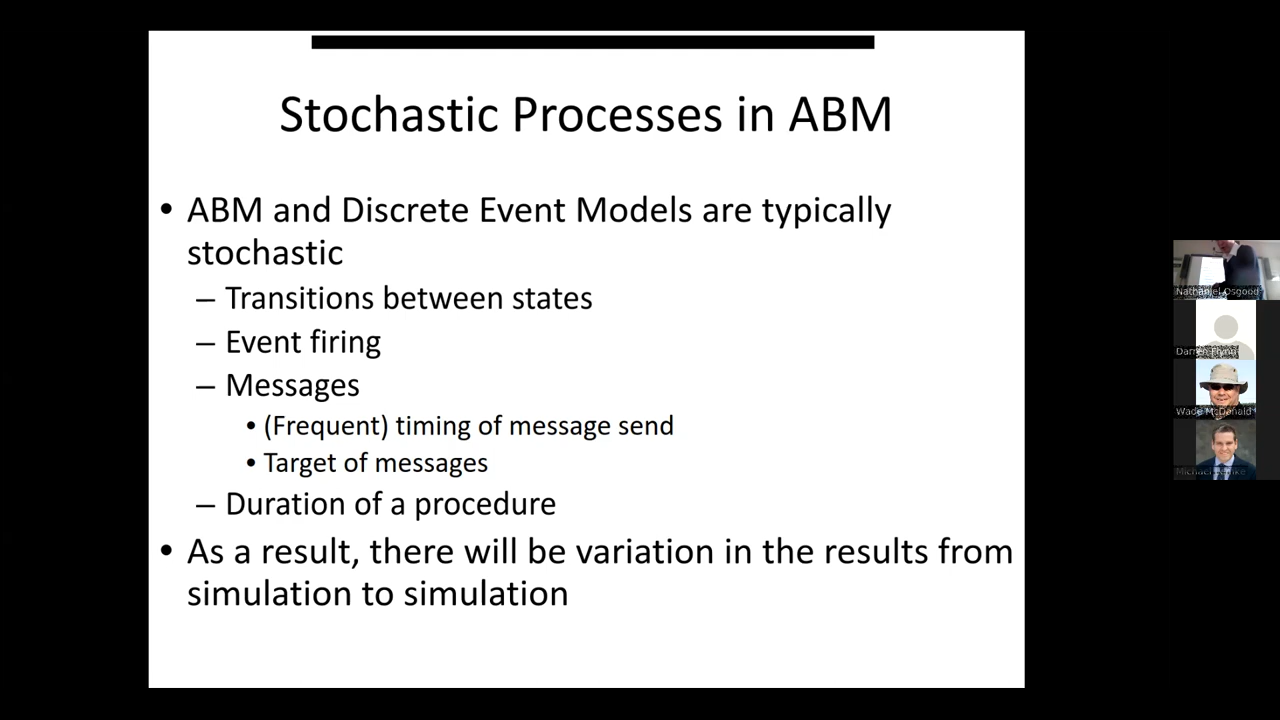 Stochastic Processes in ABM
• ABM and Discrete Event Models are typically
stochastic
– Transitions between states
– Event firing
– Messages
• (Frequent) timing of message send
• Target of messages
– Duration of a procedure
• As a result, there will be variation in the results from
simulation to simulation
Nathaniel Osgood
Wade McDonald